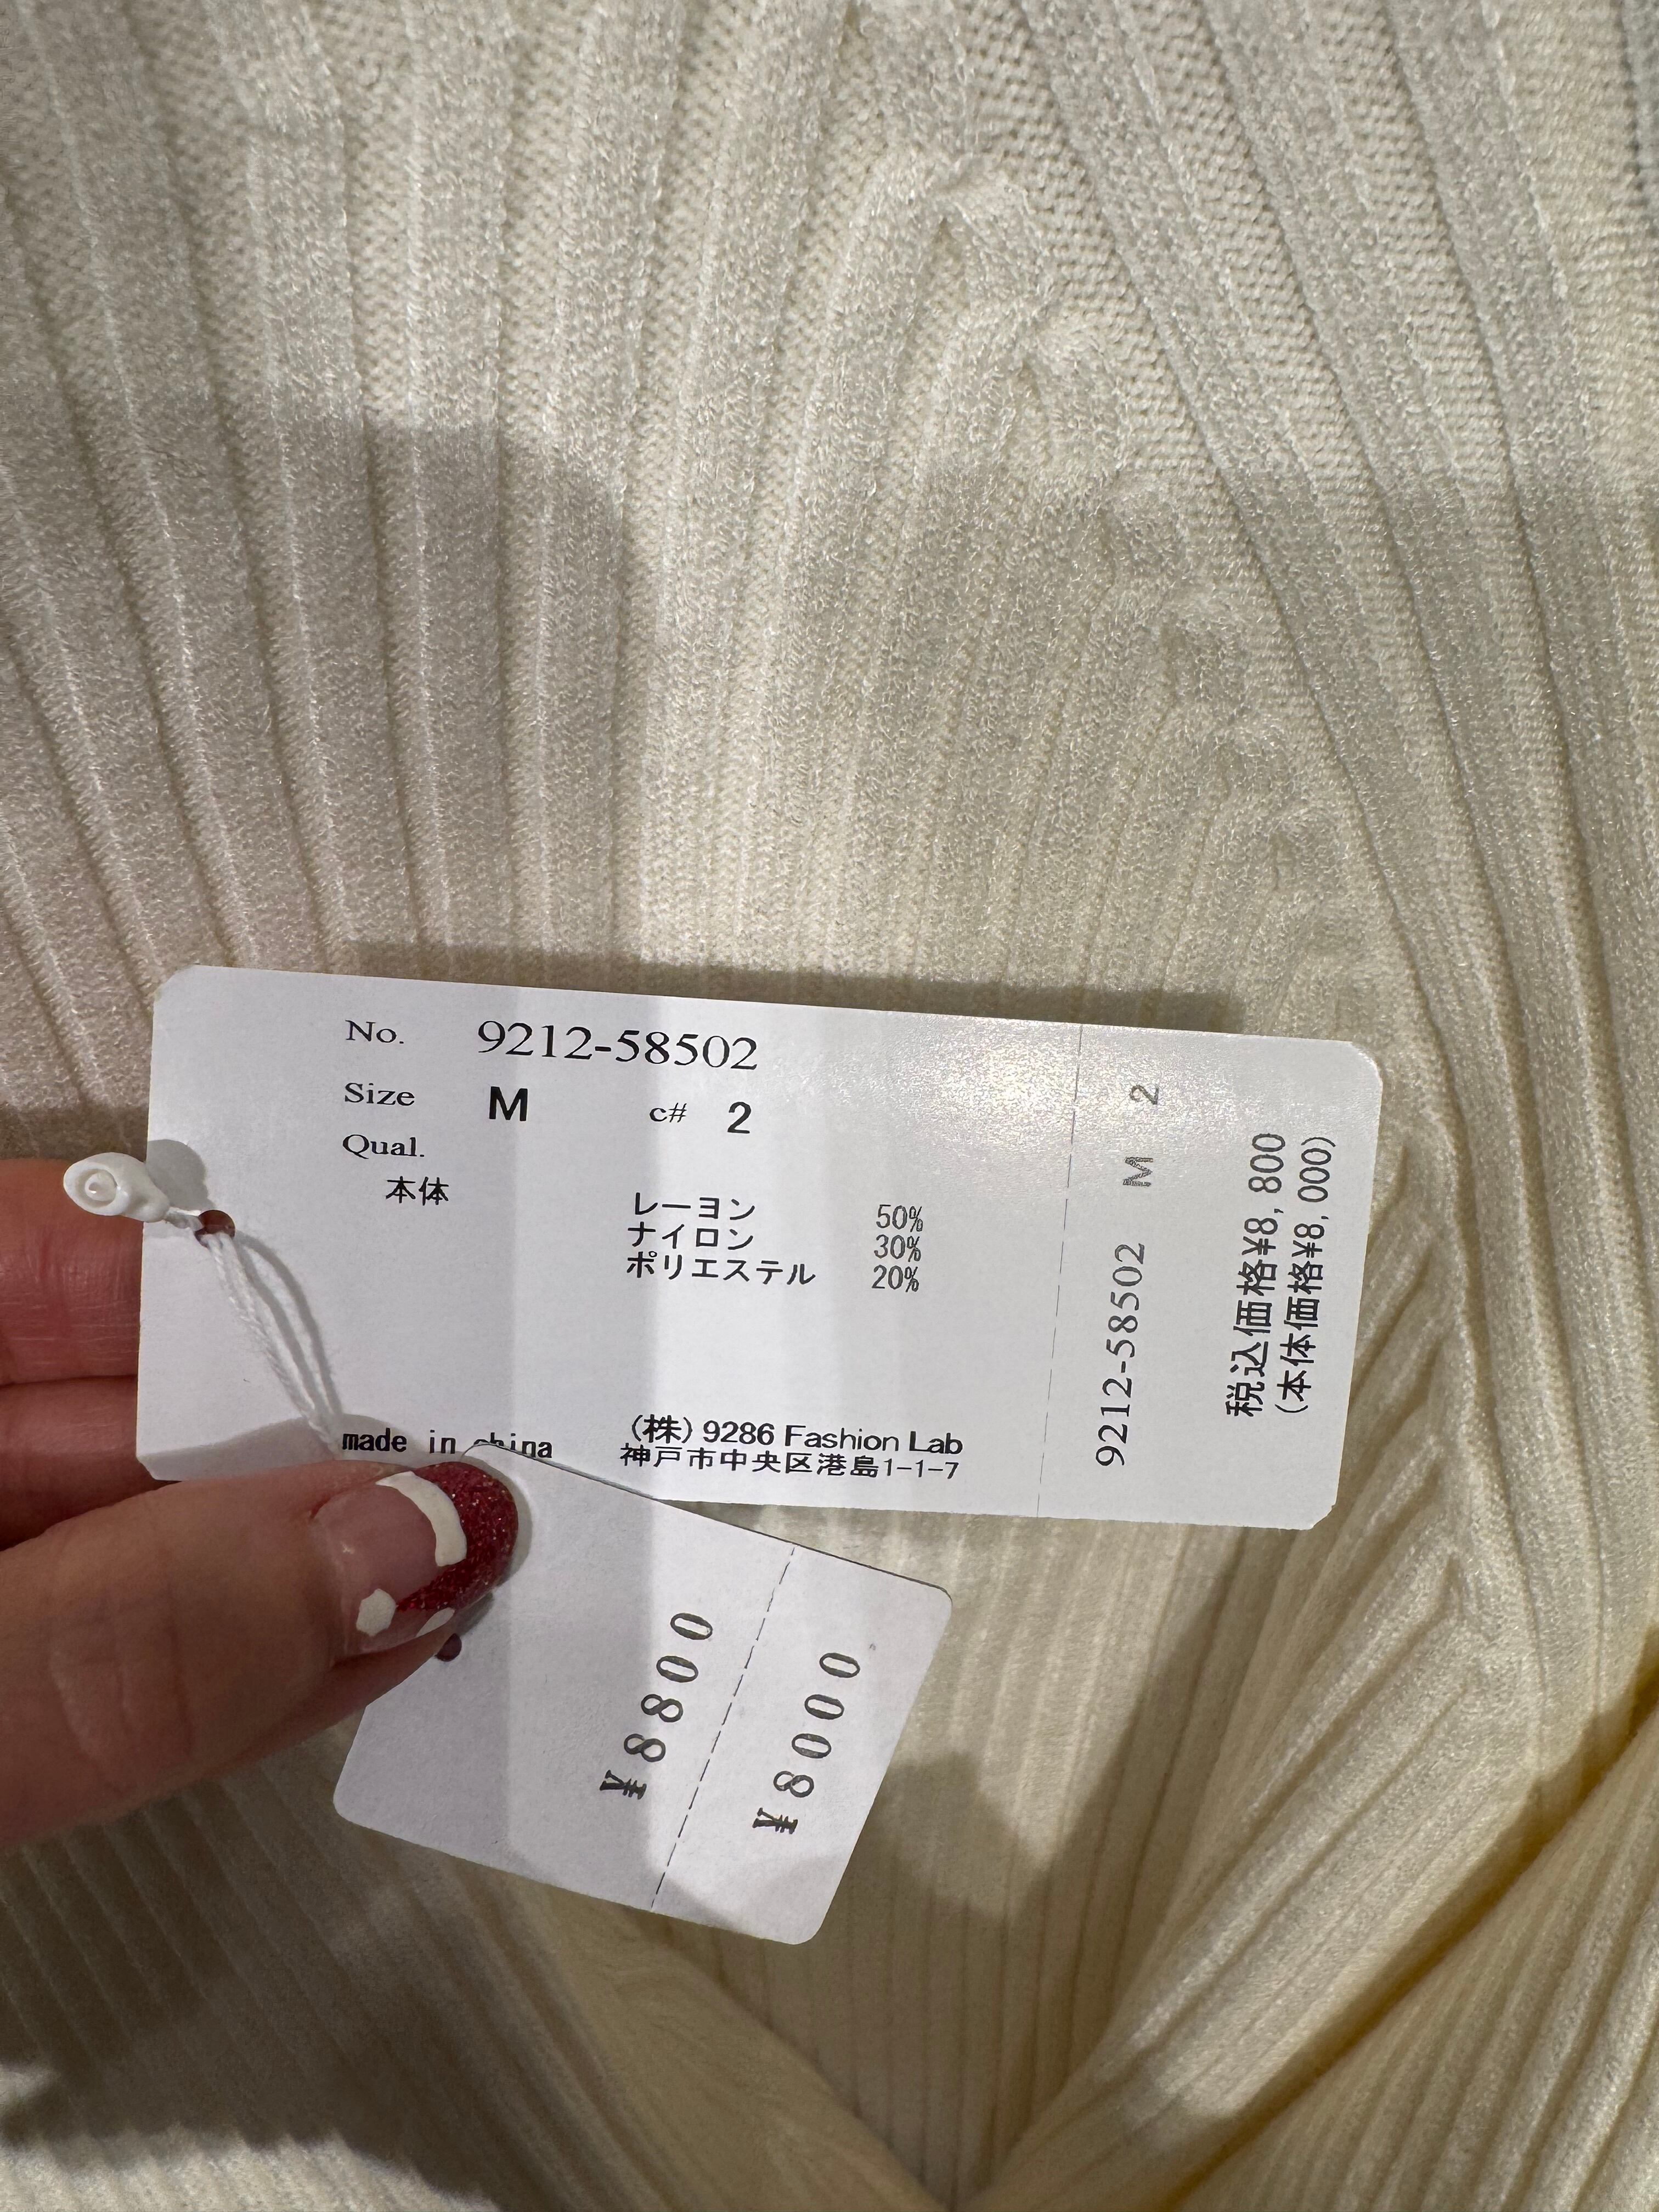 No. 9212-58502
Size M c# 2
Qual.
本体
レーヨン 50%
ナイロン 30%
ポリエステル 20%
made in china
(株) 9286 Fashion Lab
神戸市中央区港島1-1-7
9212-58502 M 2
税込価格¥8,800
(本体価格¥8,000)
¥8800
¥8000